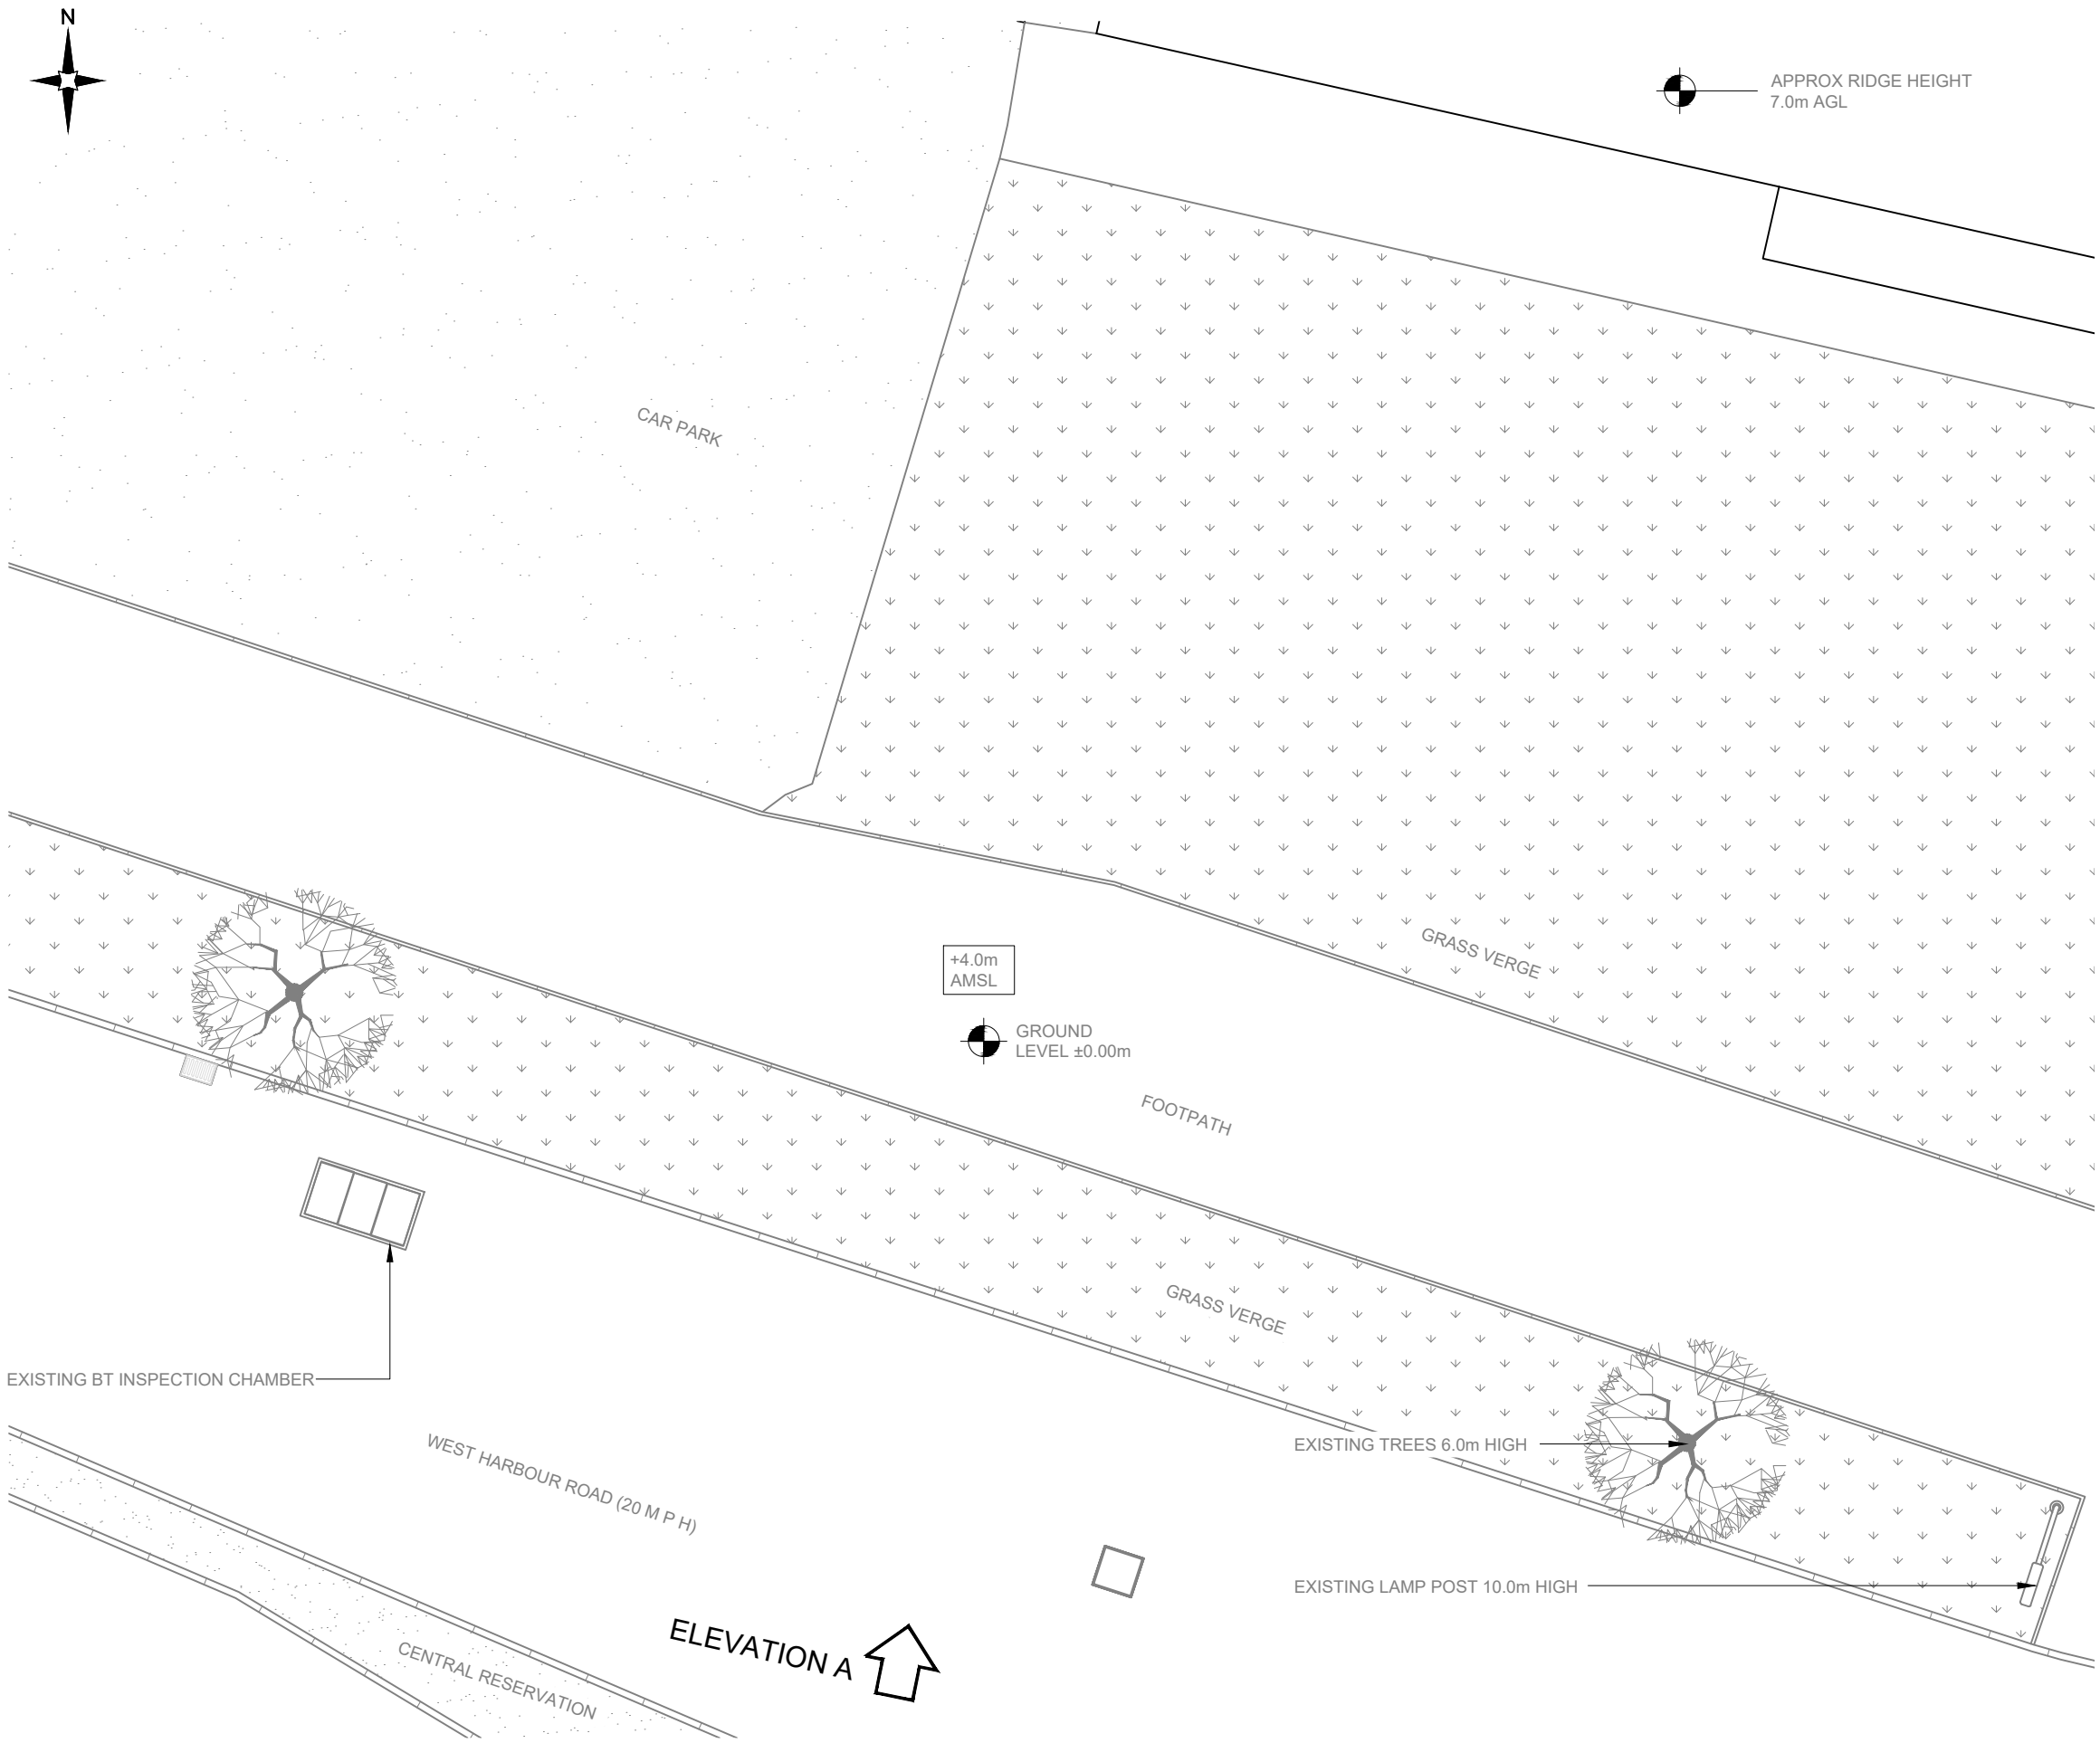 N
APPROX RIDGE HEIGHT
7.0m AGL
CAR PARK
GRASS VERGE
+4.0m
AMSL
GROUND
LEVEL ±0.00m
FOOTPATH
GRASS VERGE
EXISTING BT INSPECTION CHAMBER
WEST HARBOUR ROAD (20 M P H)
EXISTING TREES 6.0m HIGH
EXISTING LAMP POST 10.0m HIGH
ELEVATION A
CENTRAL RESERVATION